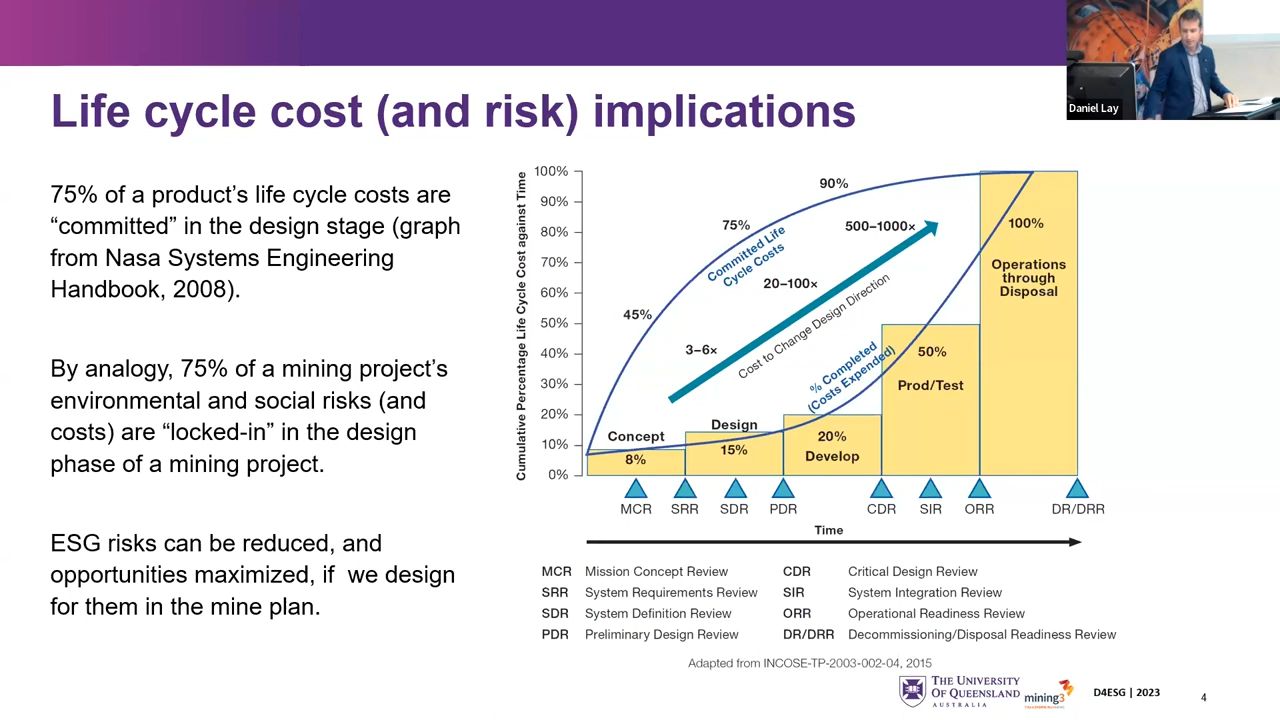 Daniel Lay
Life cycle cost (and risk) implications
75% of a product’s life cycle costs are
“committed” in the design stage (graph
from Nasa Systems Engineering
Handbook, 2008).
By analogy, 75% of a mining project’s
environmental and social risks (and
costs) are “locked-in” in the design
phase of a mining project.
ESG risks can be reduced, and
opportunities maximized, if we design
for them in the mine plan.
Cumulative Percentage Life Cycle Cost against Time
100%
90%
80%
70%
60%
50%
40%
30%
20%
10%
0%
45%
75%
90%
Committed Life
Cycle Costs
3–6×
20–100×
500–1000×
Cost to Change Design Direction
% Completed
(Costs Expended)
Concept
8%
Design
15%
20%
Develop
50%
Prod/Test
100%
Operations
through
Disposal
MCR SRR SDR PDR CDR SIR ORR DR/DRR
Time
MCR Mission Concept Review
SRR System Requirements Review
SDR System Definition Review
PDR Preliminary Design Review
CDR Critical Design Review
SIR System Integration Review
ORR Operational Readiness Review
DR/DRR Decommissioning/Disposal Readiness Review
Adapted from INCOSE-TP-2003-002-04, 2015
THE UNIVERSITY
OF QUEENSLAND
AUSTRALIA
mining3
D4ESG | 2023
4